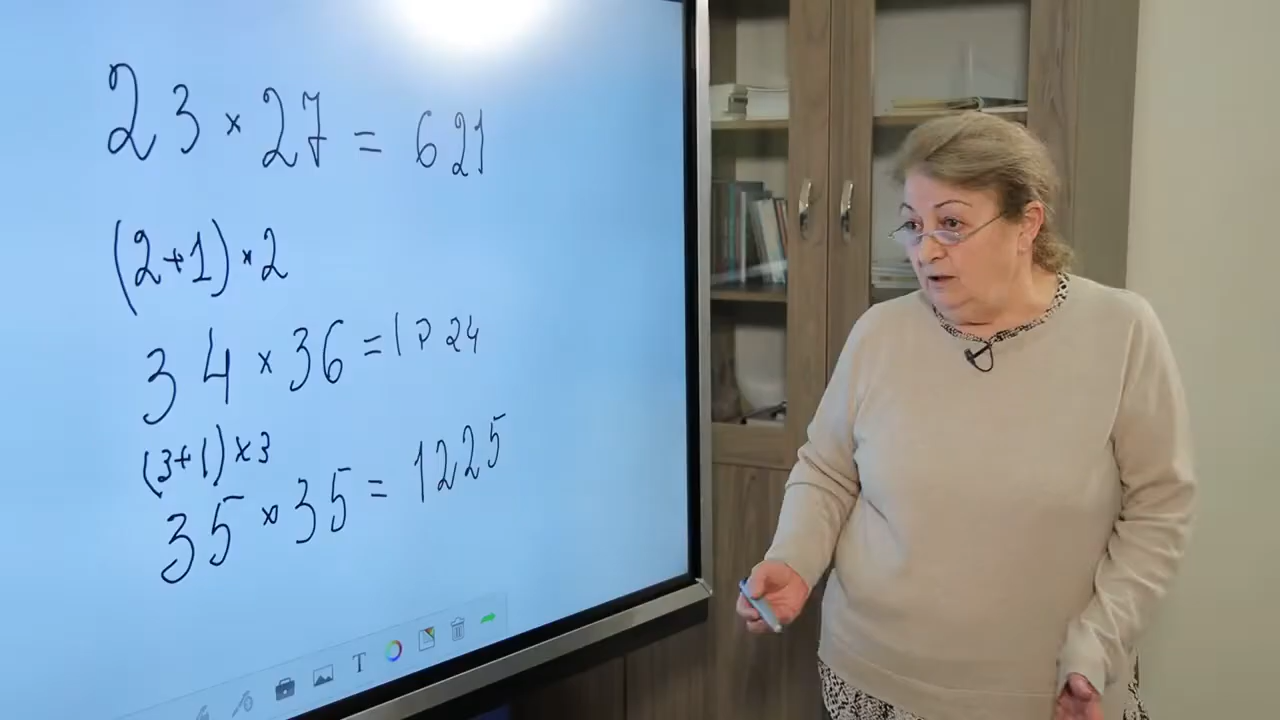 23 × 27 = 621
(2+1) × 2
34 × 36 = 1224
(3+1) × 3
35 × 35 = 1225
T